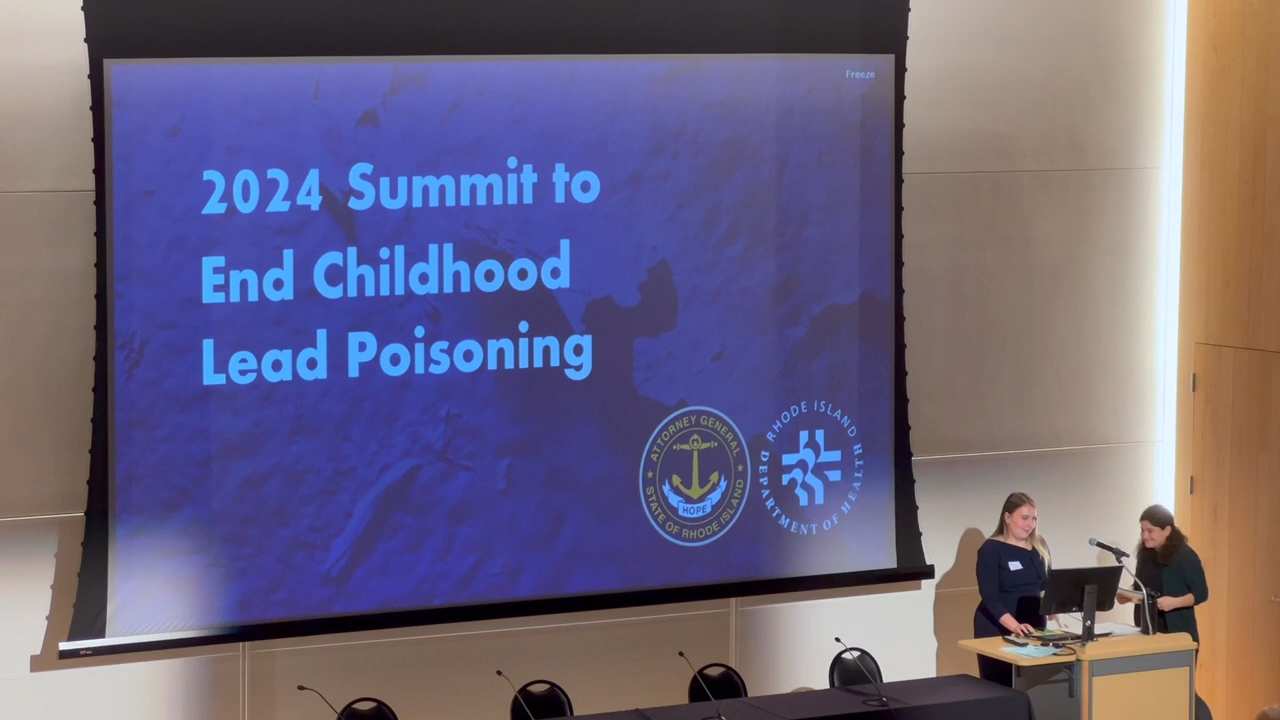 Freeze
2024 Summit to
End Childhood
Lead Poisoning
ATTORNEY GENERAL
HOPE
STATE OF RHODE ISLAND
RHODE ISLAND
DEPARTMENT OF HEALTH